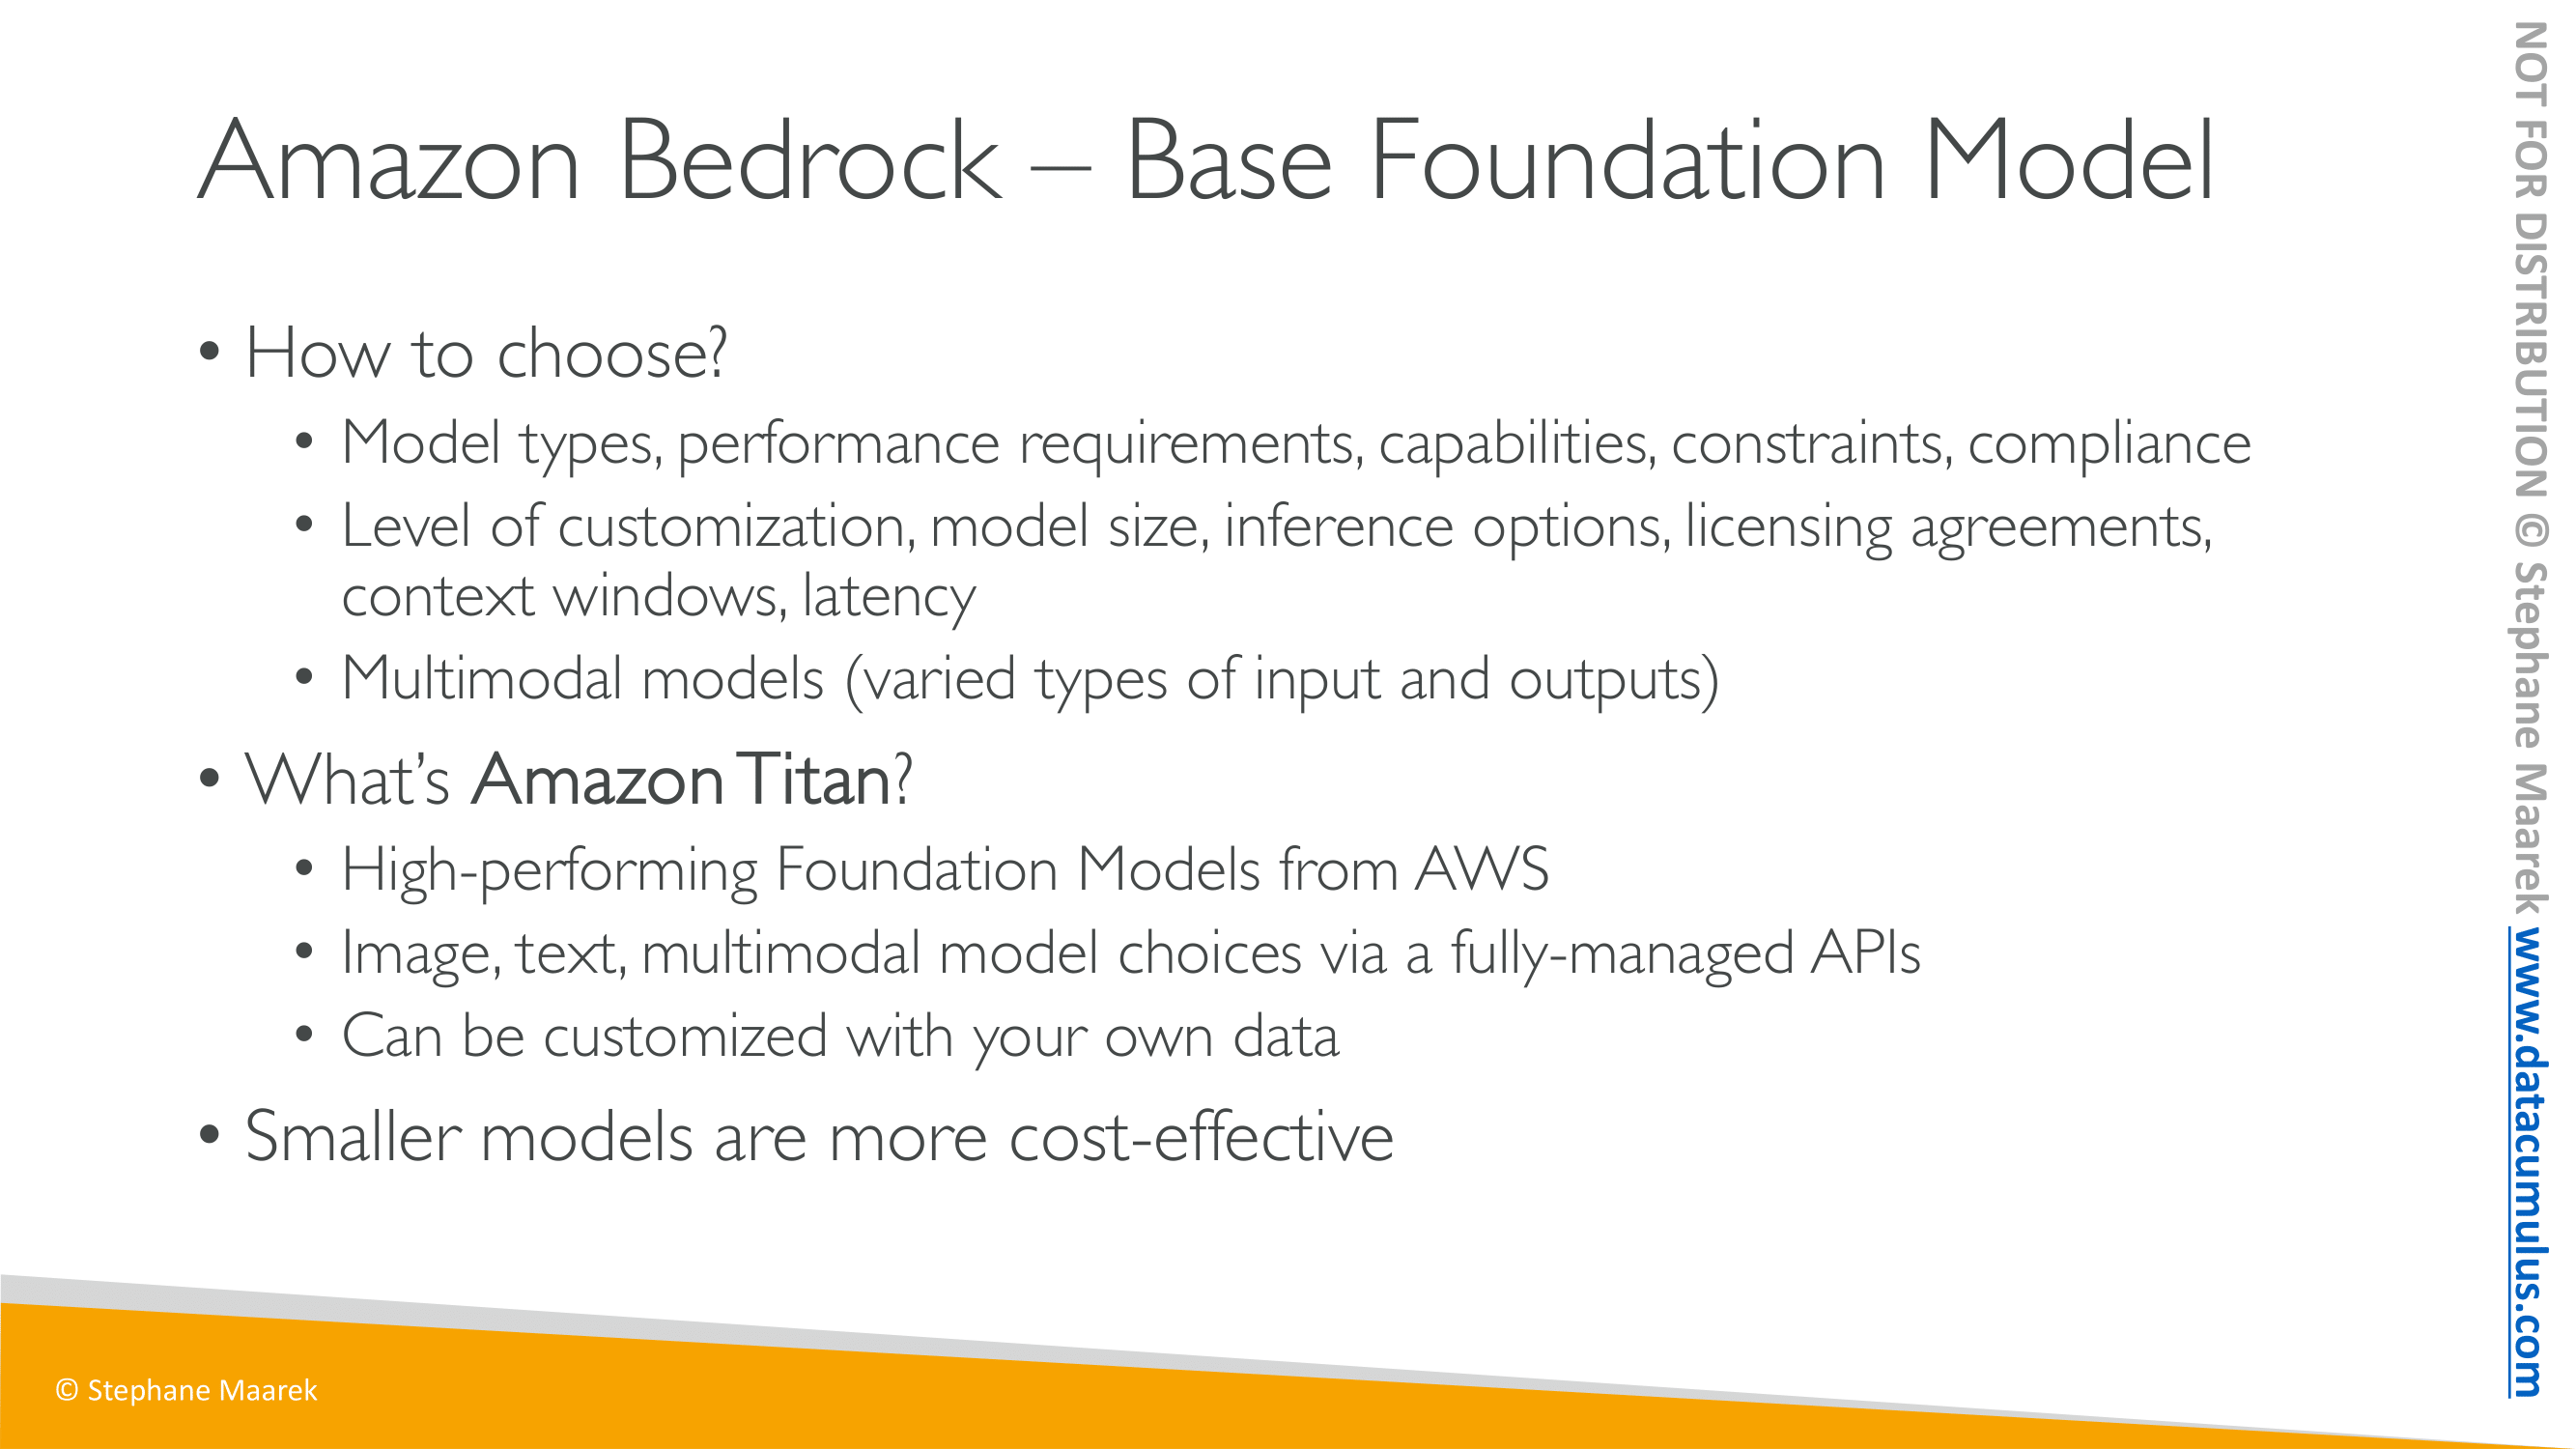 Amazon Bedrock – Base Foundation Model
• How to choose?
• Model types, performance requirements, capabilities, constraints, compliance
• Level of customization, model size, inference options, licensing agreements,
context windows, latency
• Multimodal models (varied types of input and outputs)
• What’s Amazon Titan?
• High-performing Foundation Models from AWS
• Image, text, multimodal model choices via a fully-managed APIs
• Can be customized with your own data
• Smaller models are more cost-effective
© Stephane Maarek
NOT FOR DISTRIBUTION © Stephane Maarek www.datacumulus.com